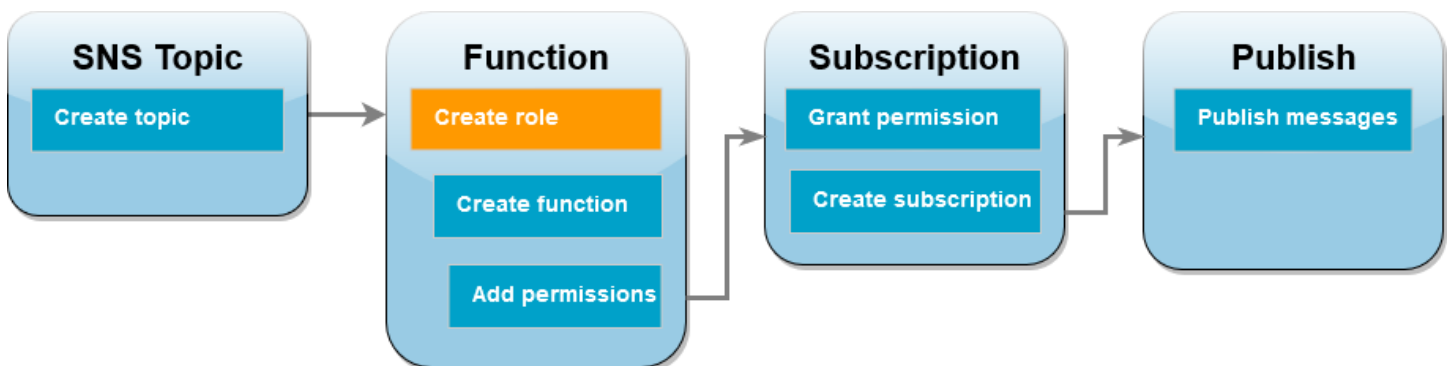 SNS Topic
Create topic
Function
Create role
Create function
Add permissions
Subscription
Grant permission
Create subscription
Publish
Publish messages